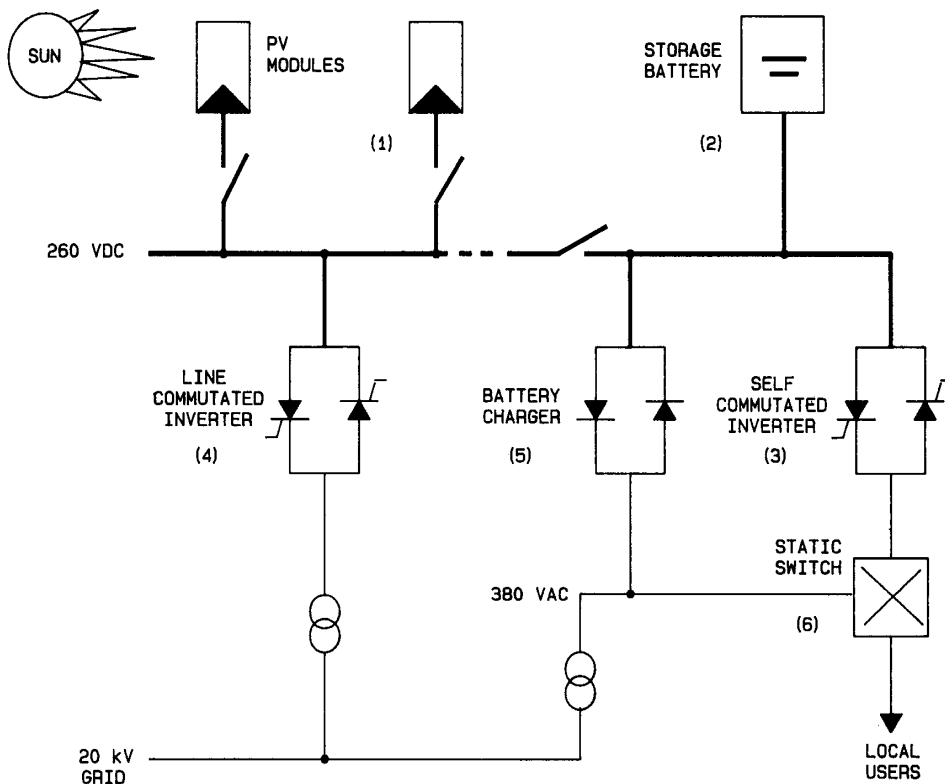 SUN
PV
MODULES
(1)
STORAGE
BATTERY
(2)
260 VDC
LINE
COMMUTATED
INVERTER
(4)
BATTERY
CHARGER
(5)
SELF
COMMUTATED
INVERTER
(3)
STATIC
SWITCH
(6)
380 VAC
20 kV
GRID
LOCAL
USERS